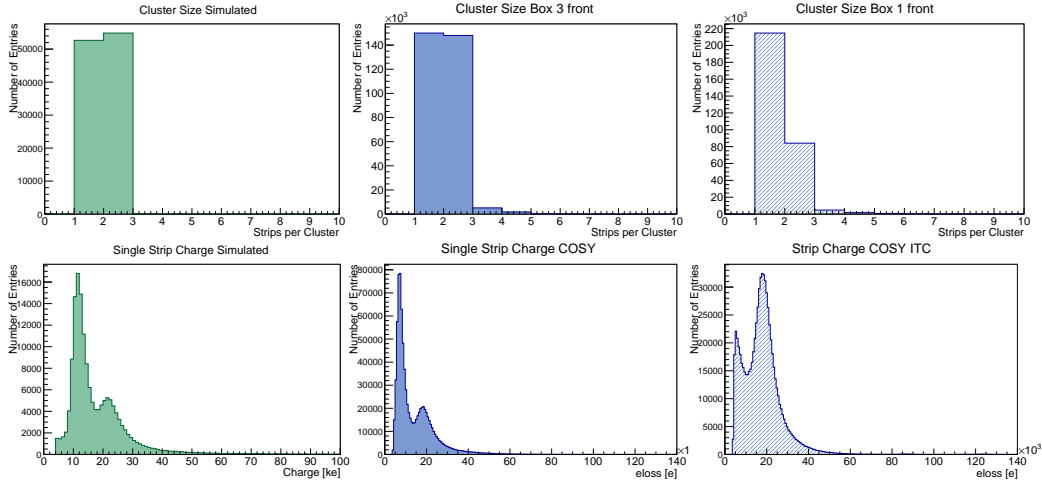 Cluster Size Simulated
Number of Entries
50000
40000
30000
20000
10000
0
0 1 2 3 4 5 6 7 8 9 10
Strips per Cluster
Cluster Size Box 3 front
×10³
Number of Entries
140
120
100
80
60
40
20
0
0 1 2 3 4 5 6 7 8 9 10
Strips per Cluster
Cluster Size Box 1 front
×10³
Number of Entries
220
200
180
160
140
120
100
80
60
40
20
0
0 1 2 3 4 5 6 7 8 9 10
Strips per Cluster
Single Strip Charge Simulated
Number of Entries
16000
14000
12000
10000
8000
6000
4000
2000
0
0 10 20 30 40 50 60 70 80 90 100
Charge [ke]
Single Strip Charge COSY
Number of Entries
80000
70000
60000
50000
40000
30000
20000
10000
0
0 20 40 60 80 100 120 140
×1
eloss [e]
Strip Charge COSY ITC
Number of Entries
30000
25000
20000
15000
10000
5000
0
0 20 40 60 80 100 120 140
×10³
eloss [e]